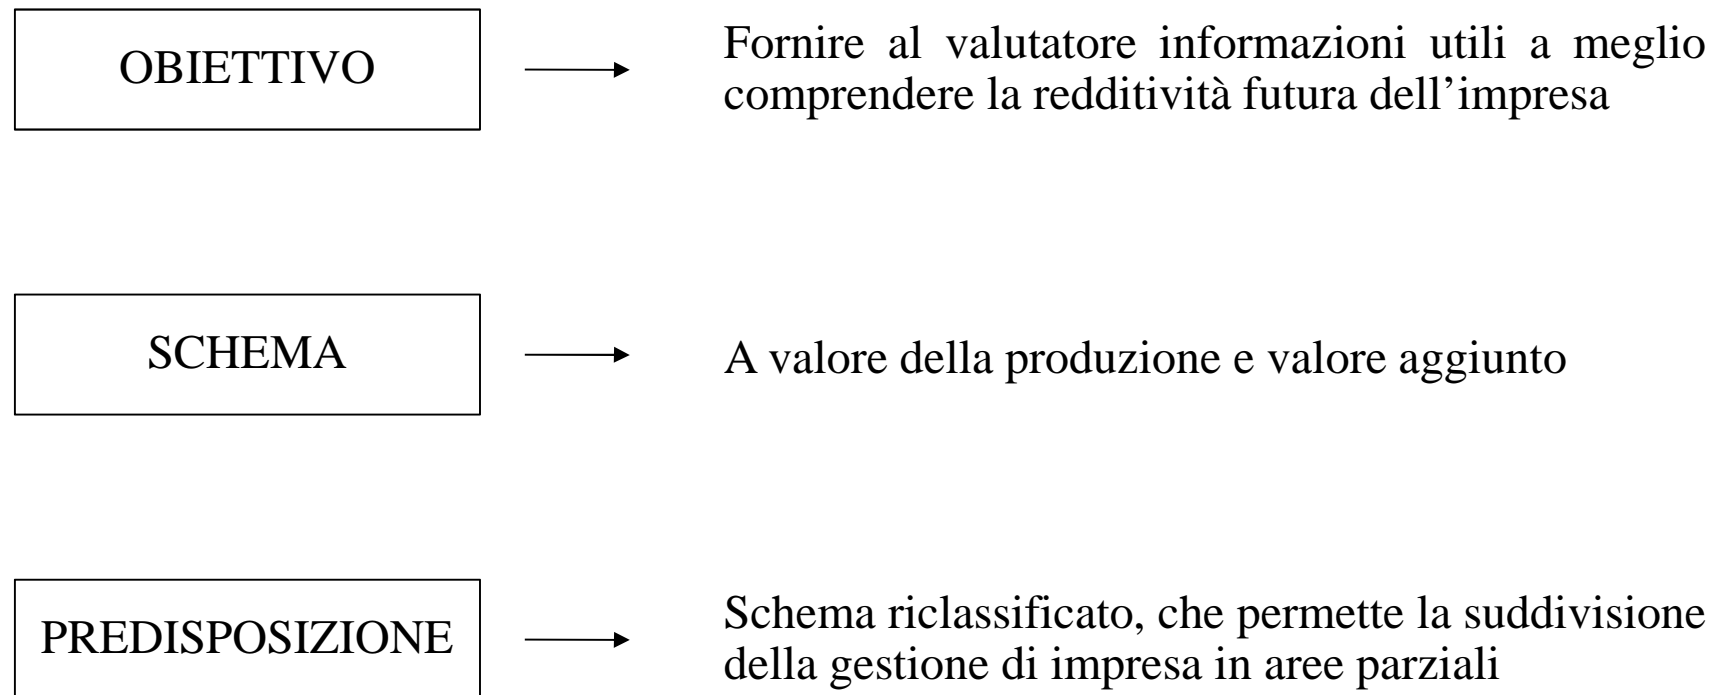 OBIETTIVO
Fornire al valutatore informazioni utili a meglio
comprendere la redditività futura dell’impresa
SCHEMA
A valore della produzione e valore aggiunto
PREDISPOSIZIONE
Schema riclassificato, che permette la suddivisione
della gestione di impresa in aree parziali